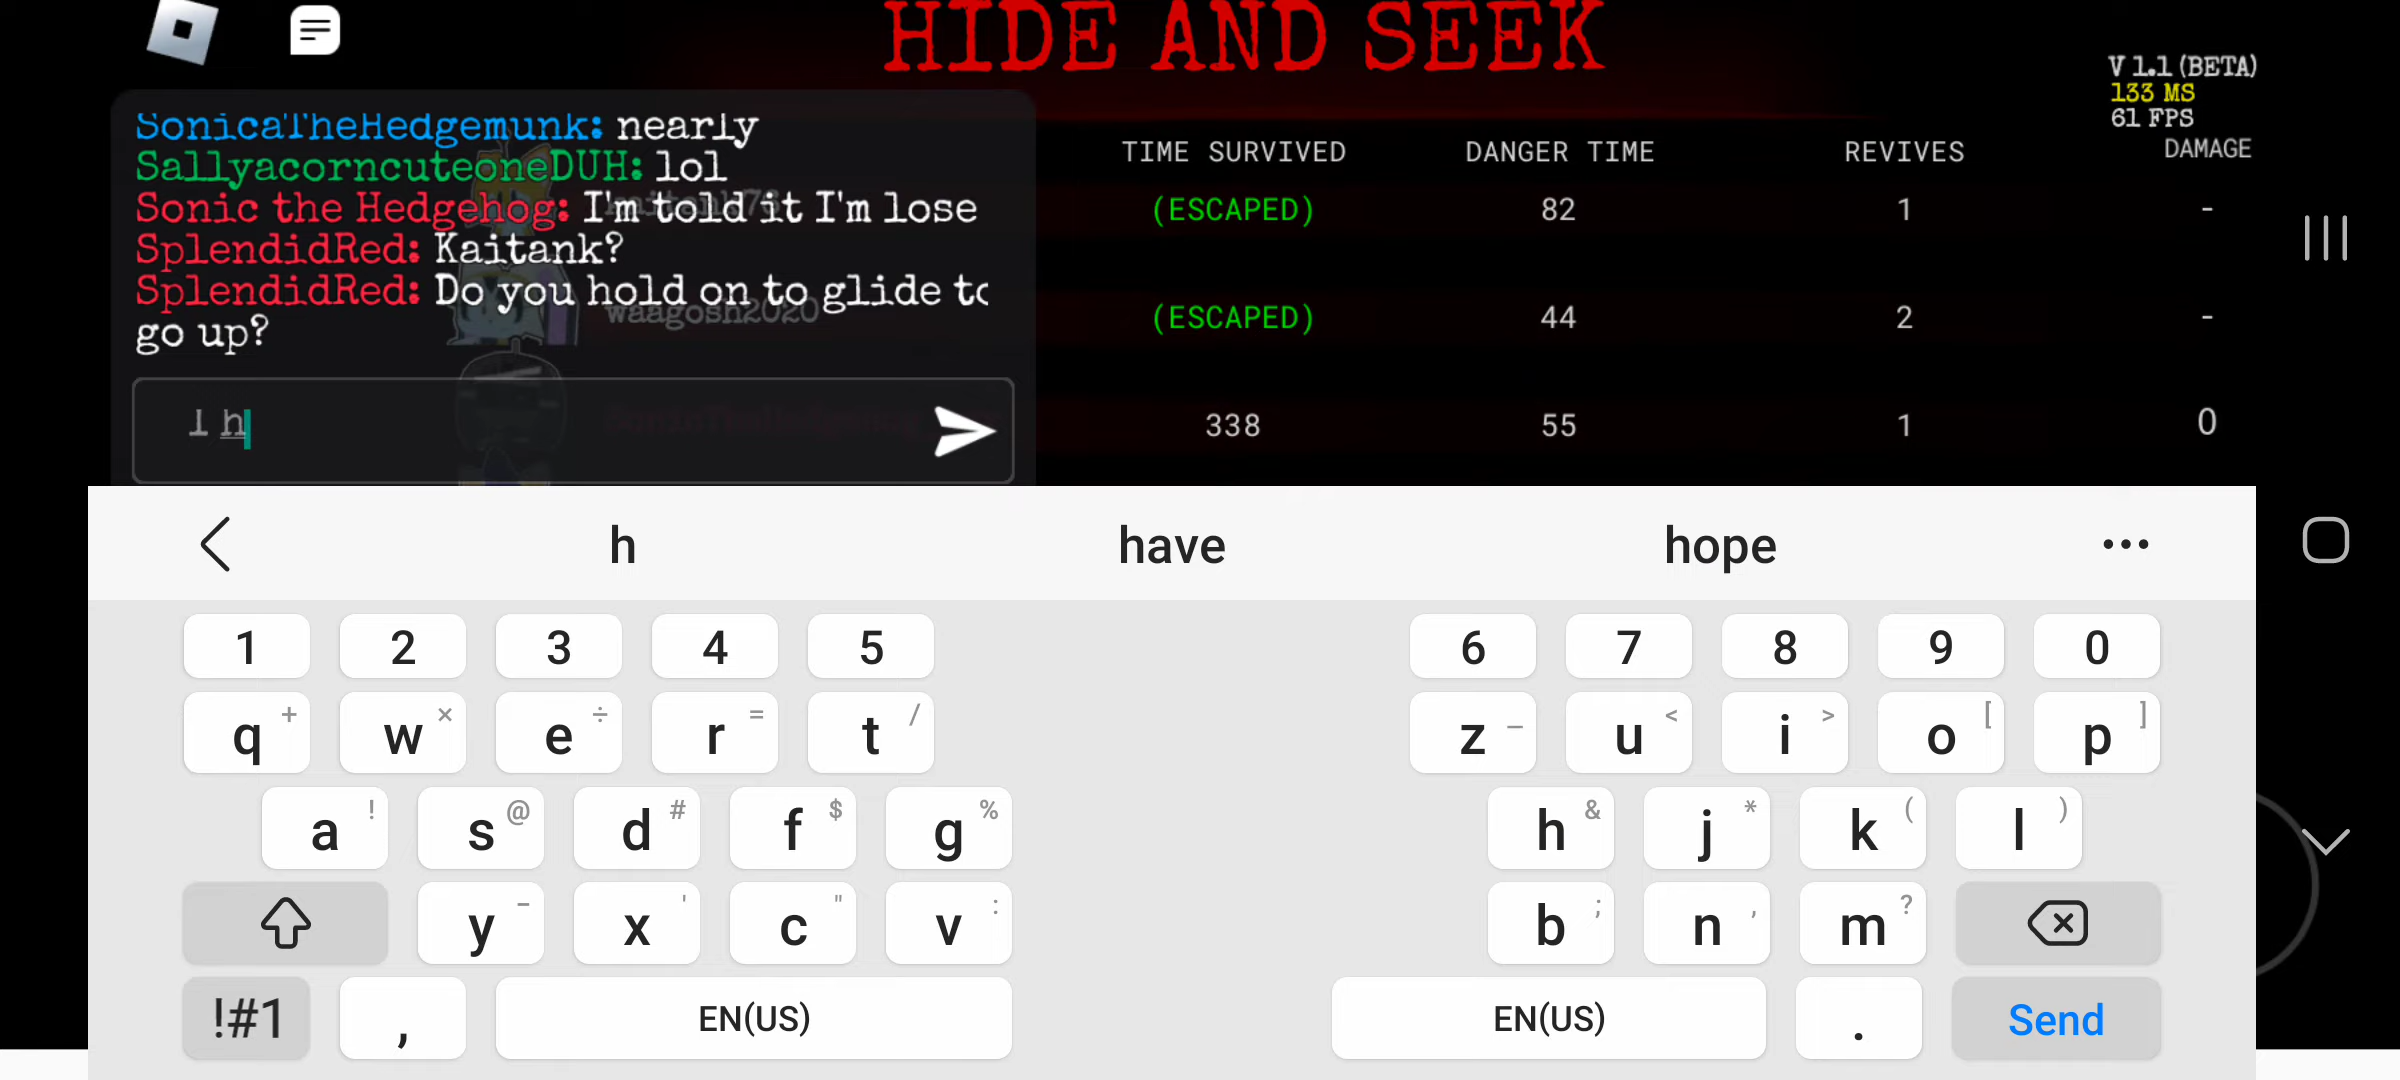 HIDE AND SEEK
V 1.1 (BETA)
133 MS
61 FPS
SonicaTheHedgemunk: nearly
SallyacorncuteoneDUH: lol
Sonic the Hedgehog: I'm told it I'm lose
SplendidRed: Kaitank?
SplendidRed: Do you hold on to glide to
go up?
I h
TIME SURVIVED DANGER TIME REVIVES DAMAGE
(ESCAPED) 82 1 -
waagosh2020 (ESCAPED) 44 2 -
338 55 1 0
h have hope ...
1 2 3 4 5 6 7 8 9 0
q + w × e ÷ r = t / z _ u < i > o [ p ]
a ! s @ d # f $ g % h & j * k ( l )
y - x ' c " v : b ; n , m ?
!#1 , EN(US) EN(US) . Send